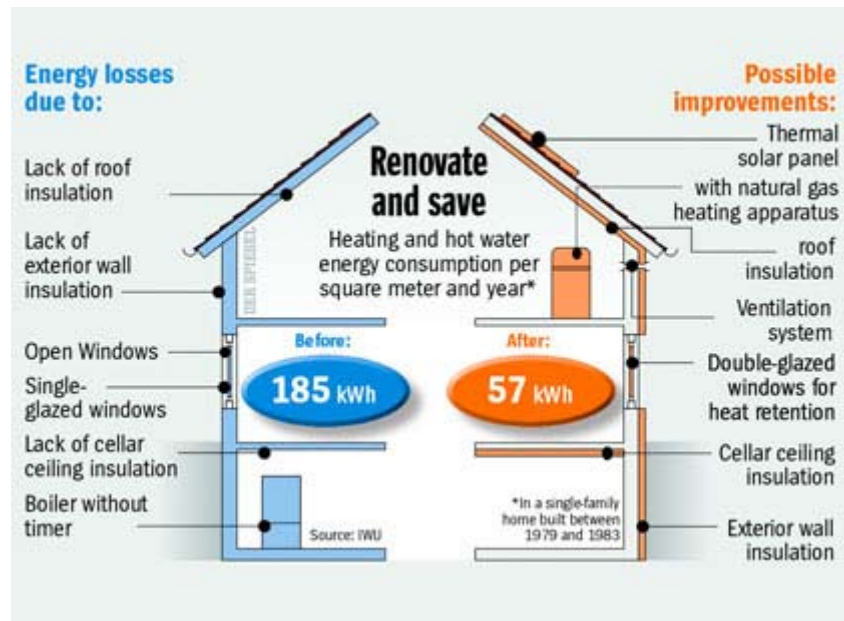 Energy losses
due to:
Lack of roof
insulation
Lack of
exterior wall
insulation
Open Windows
Single-
glazed windows
Lack of cellar
ceiling insulation
Boiler without
timer
Renovate
and save
Heating and hot water
energy consumption per
square meter and year*
DER SPIEGEL
Before:
185 kWh
After:
57 kWh
Source: IWU
*In a single-family
home built between
1979 and 1983
Possible
improvements:
Thermal
solar panel
with natural gas
heating apparatus
roof
insulation
Ventilation
system
Double-glazed
windows for
heat retention
Cellar ceiling
insulation
Exterior wall
insulation